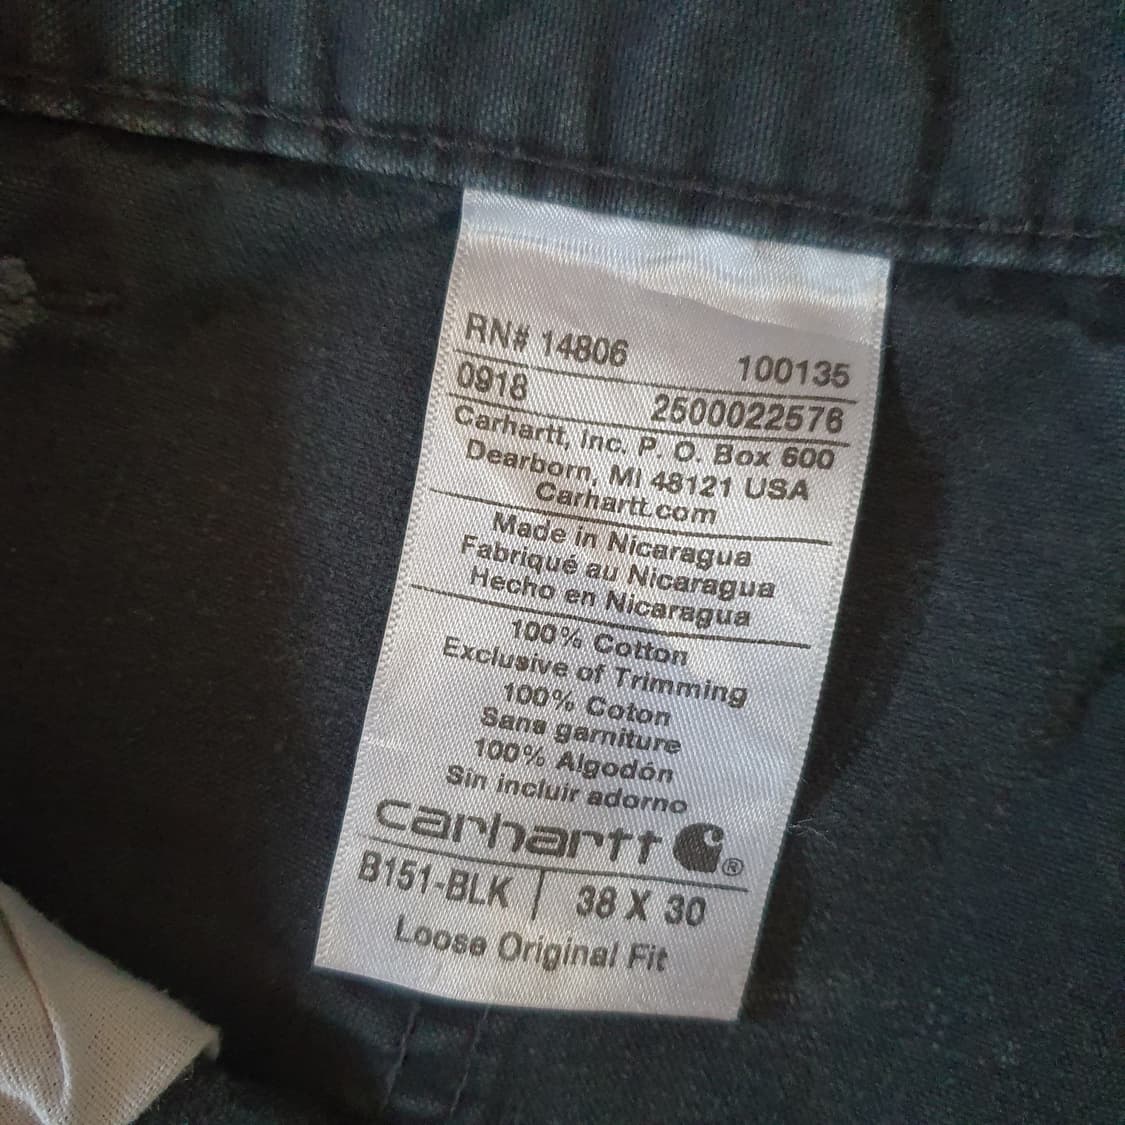 RN# 14806 100135
0918 2500022576
Carhartt, Inc. P. O. Box 600
Dearborn, MI 48121 USA
Carhartt.com
Made in Nicaragua
Fabriqué au Nicaragua
Hecho en Nicaragua
100% Cotton
Exclusive of Trimming
100% Coton
Sans garniture
100% Algodón
Sin incluir adorno
carhartt ®
B151-BLK | 38 X 30
Loose Original Fit